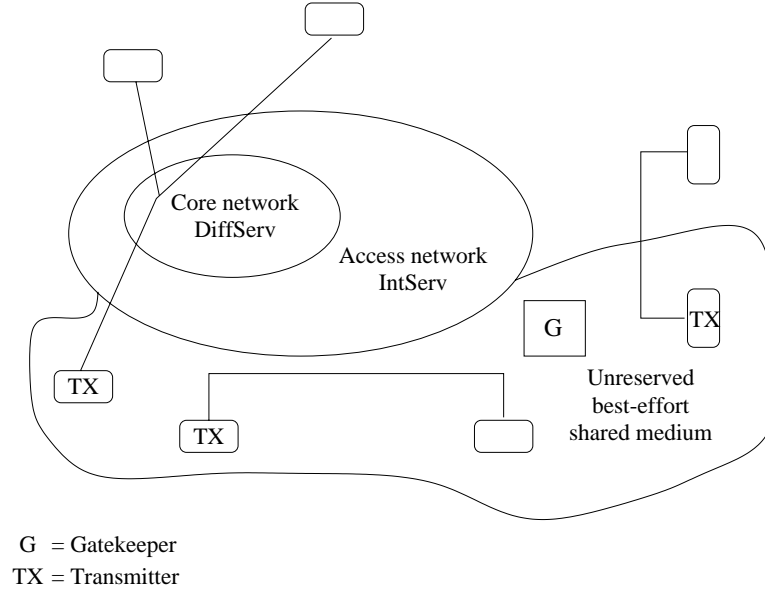 Core network
DiffServ
Access network
IntServ
G
TX
Unreserved
best-effort
shared medium
TX
TX
G = Gatekeeper
TX = Transmitter